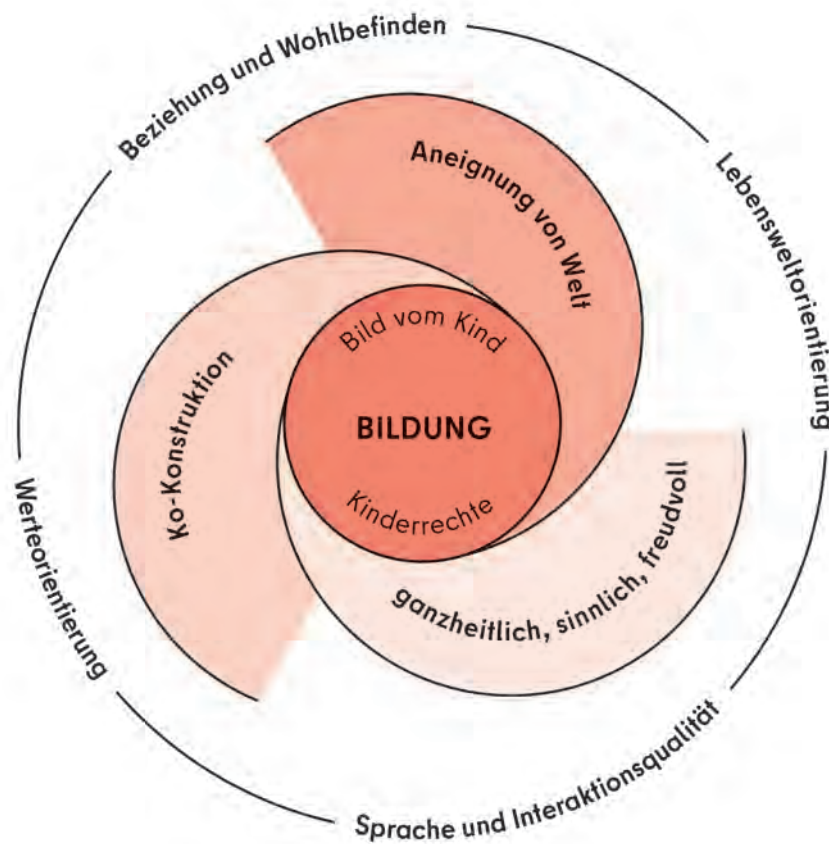 Beziehung und Wohlbefinden
Lebensweltorientierung
Sprache und Interaktionsqualität
Werteorientierung
Aneignung von Welt
ganzheitlich, sinnlich, freudvoll
Ko-Konstruktion
Bild vom Kind
BILDUNG
Kinderrechte